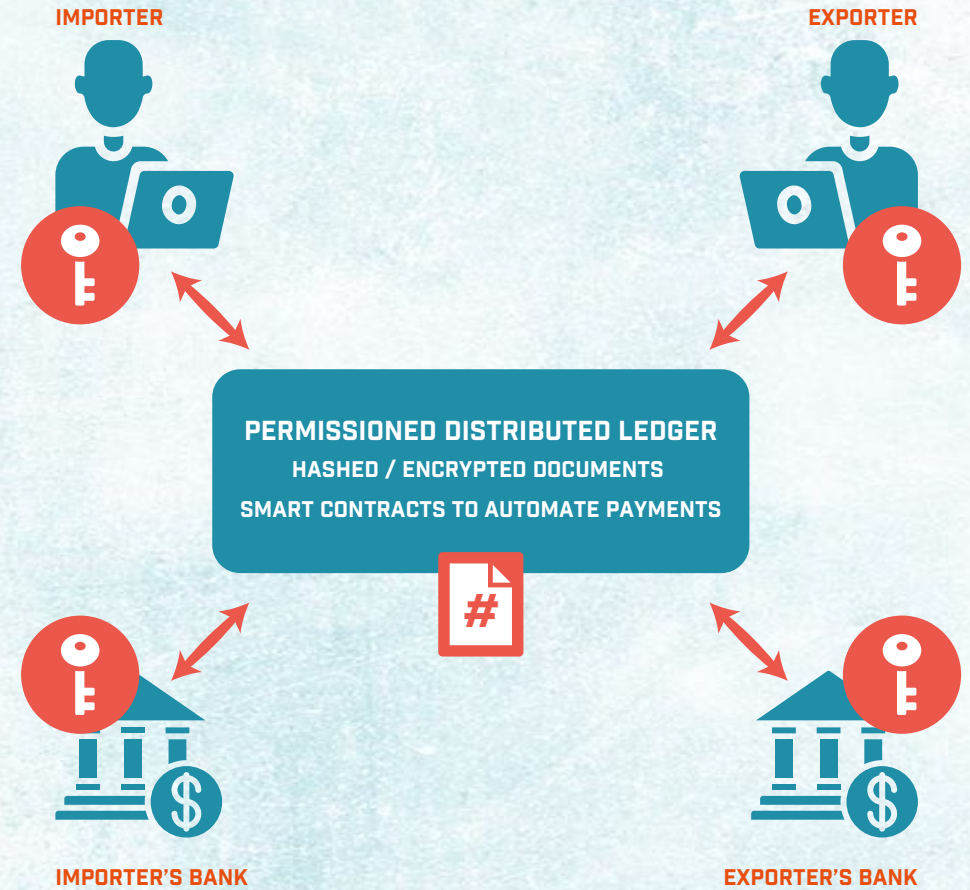 IMPORTER
EXPORTER
PERMISSIONED DISTRIBUTED LEDGER
HASHED / ENCRYPTED DOCUMENTS
SMART CONTRACTS TO AUTOMATE PAYMENTS
#
$
$
IMPORTER'S BANK
EXPORTER'S BANK